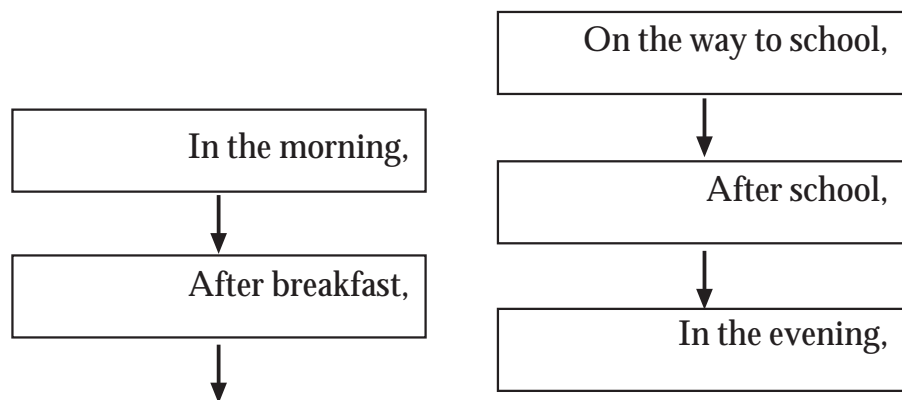 In the morning,
After breakfast,
On the way to school,
After school,
In the evening,